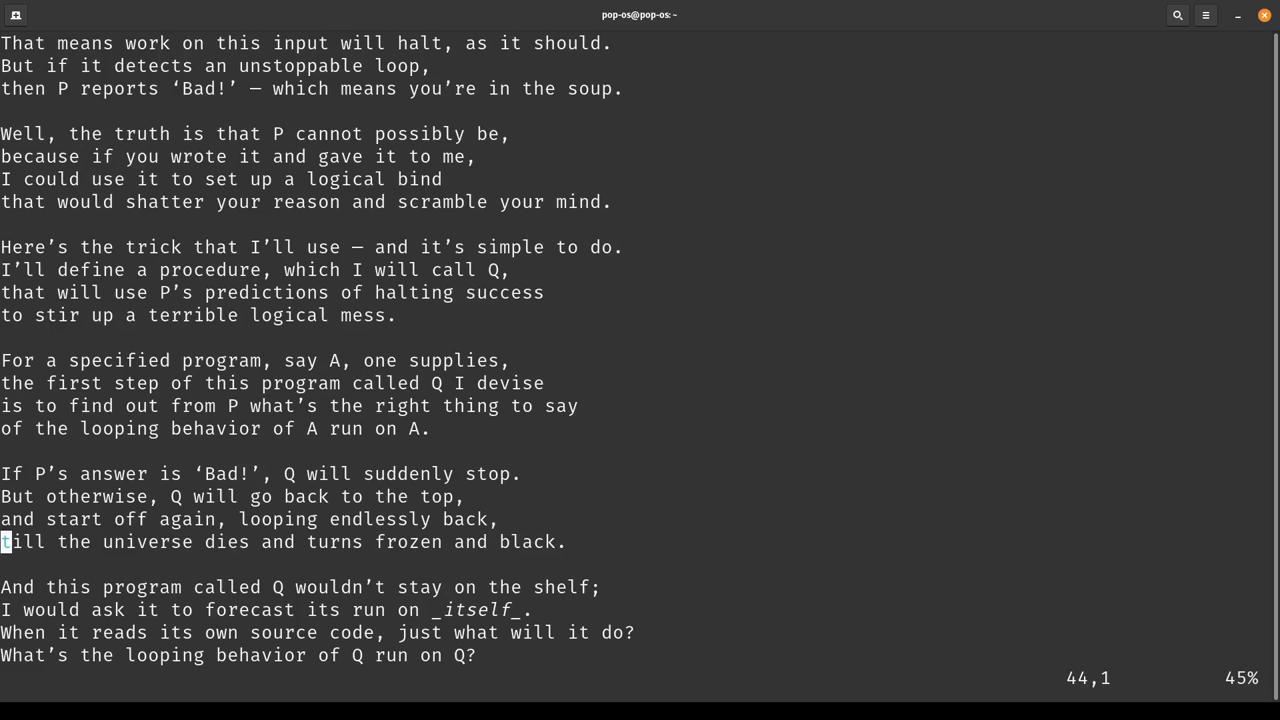 pop-os@pop-os: ~
That means work on this input will halt, as it should.
But if it detects an unstoppable loop,
then P reports ‘Bad!’ — which means you’re in the soup.

Well, the truth is that P cannot possibly be,
because if you wrote it and gave it to me,
I could use it to set up a logical bind
that would shatter your reason and scramble your mind.

Here’s the trick that I’ll use — and it’s simple to do.
I’ll define a procedure, which I will call Q,
that will use P’s predictions of halting success
to stir up a terrible logical mess.

For a specified program, say A, one supplies,
the first step of this program called Q I devise
is to find out from P what’s the right thing to say
of the looping behavior of A run on A.

If P’s answer is ‘Bad!’, Q will suddenly stop.
But otherwise, Q will go back to the top,
and start off again, looping endlessly back,
till the universe dies and turns frozen and black.

And this program called Q wouldn’t stay on the shelf;
I would ask it to forecast its run on _itself_.
When it reads its own source code, just what will it do?
What’s the looping behavior of Q run on Q?
44,1 45%